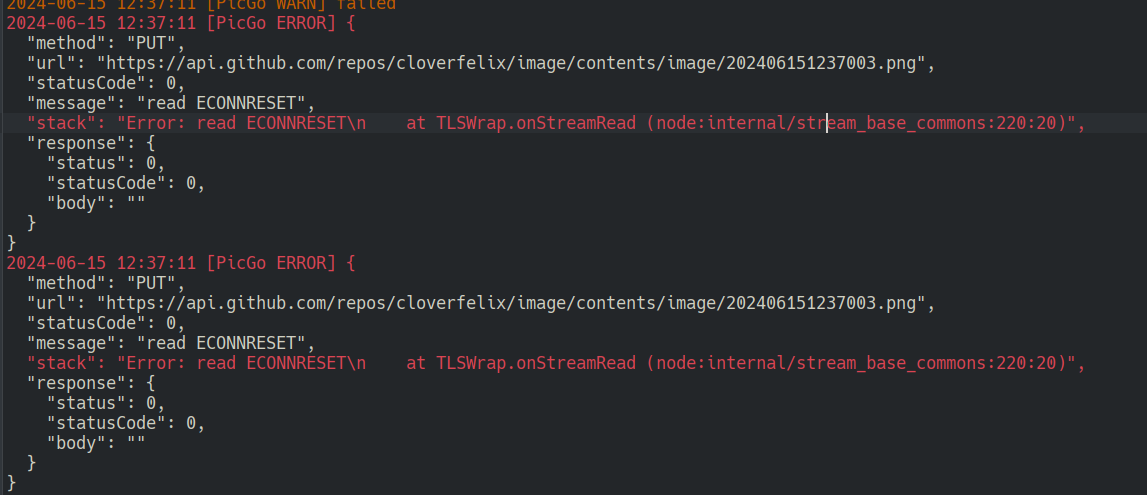 2024-06-15 12:37:11 [PicGo WARN] failed
2024-06-15 12:37:11 [PicGo ERROR] {
  "method": "PUT",
  "url": "https://api.github.com/repos/cloverfelix/image/contents/image/202406151237003.png",
  "statusCode": 0,
  "message": "read ECONNRESET",
  "stack": "Error: read ECONNRESET\n    at TLSWrap.onStreamRead (node:internal/stream_base_commons:220:20)",
  "response": {
    "status": 0,
    "statusCode": 0,
    "body": ""
  }
}
2024-06-15 12:37:11 [PicGo ERROR] {
  "method": "PUT",
  "url": "https://api.github.com/repos/cloverfelix/image/contents/image/202406151237003.png",
  "statusCode": 0,
  "message": "read ECONNRESET",
  "stack": "Error: read ECONNRESET\n    at TLSWrap.onStreamRead (node:internal/stream_base_commons:220:20)",
  "response": {
    "status": 0,
    "statusCode": 0,
    "body": ""
  }
}